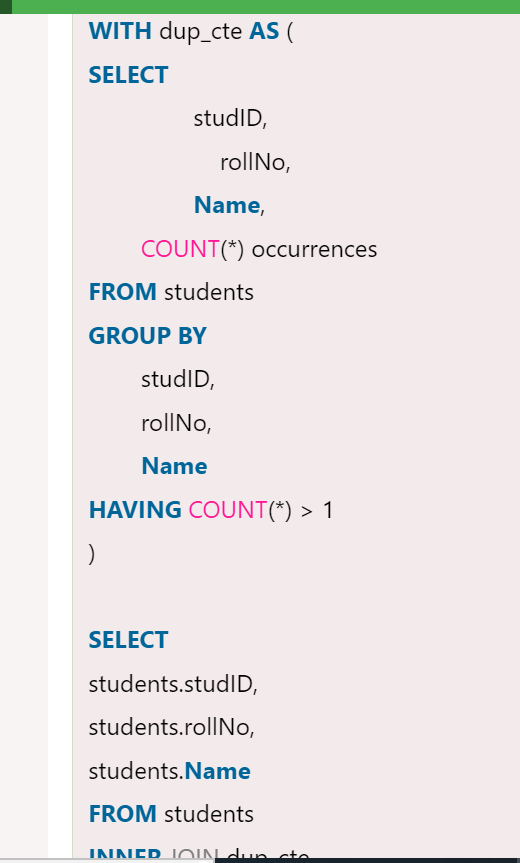 WITH dup_cte AS (
SELECT
studID,
rollNo,
Name,
COUNT(*) occurrences
FROM students
GROUP BY
studID,
rollNo,
Name
HAVING COUNT(*) > 1
)
SELECT
students.studID,
students.rollNo,
students.Name
FROM students
INNER JOIN dup_cte